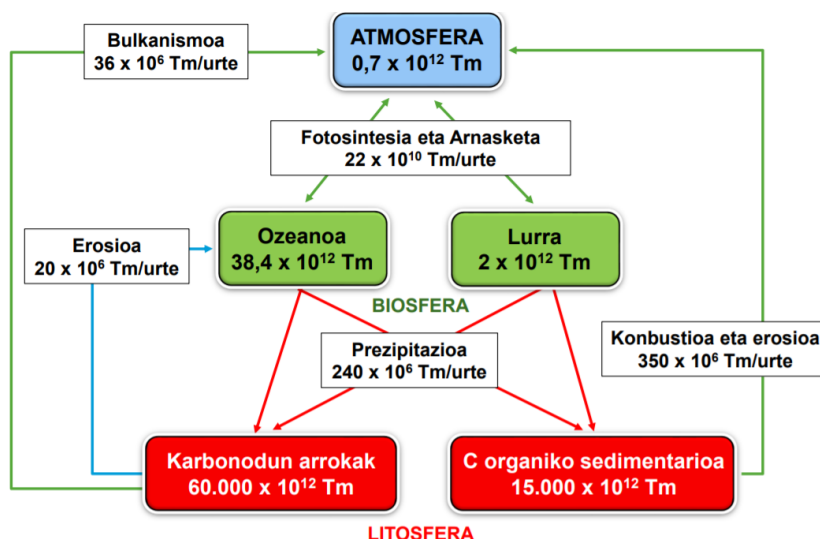 Bulkanismoa
36 x 10⁶ Tm/urte
ATMOSFERA
0,7 x 10¹² Tm
Fotosintesia eta Arnasketa
22 x 10¹⁰ Tm/urte
Erosioa
20 x 10⁶ Tm/urte
Ozeanoa
38,4 x 10¹² Tm
Lurra
2 x 10¹² Tm
BIOSFERA
Prezipitazioa
240 x 10⁶ Tm/urte
Konbustioa eta erosioa
350 x 10⁶ Tm/urte
Karbonodun arrokak
60.000 x 10¹² Tm
C organiko sedimentarioa
15.000 x 10¹² Tm
LITOSFERA